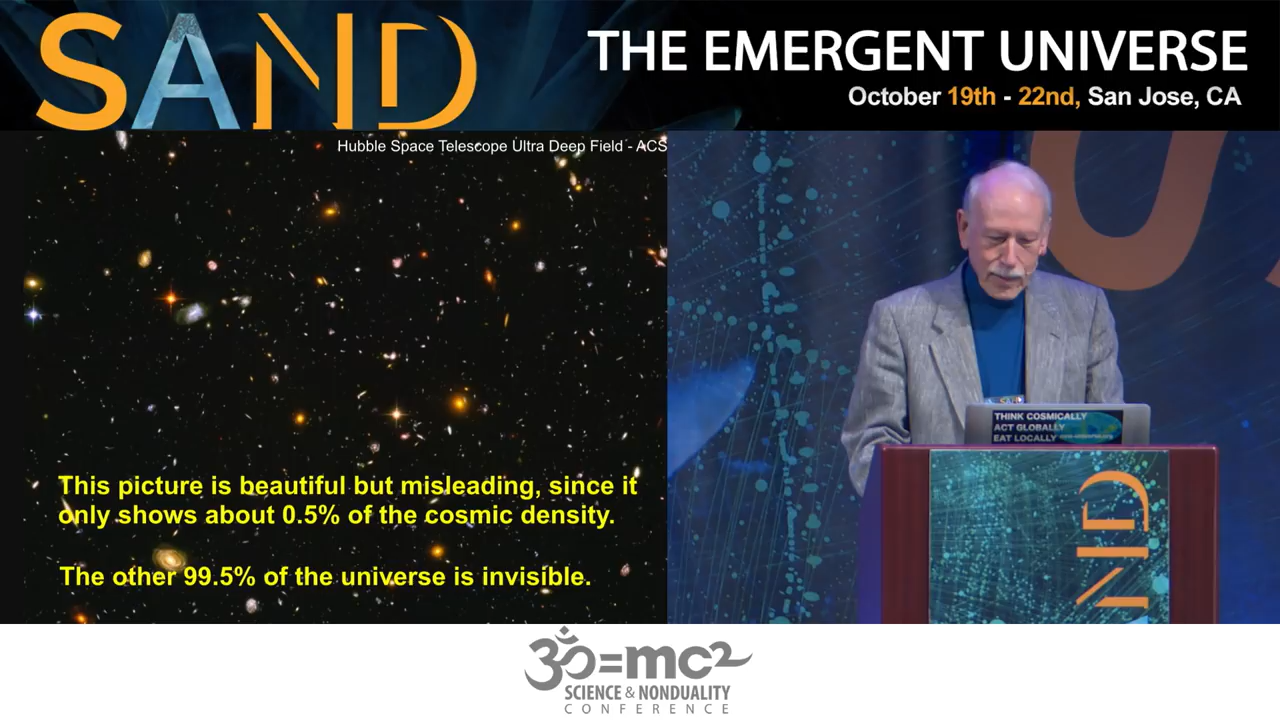 SAND
THE EMERGENT UNIVERSE
October 19th - 22nd, San Jose, CA
Hubble Space Telescope Ultra Deep Field - ACS
This picture is beautiful but misleading, since it
only shows about 0.5% of the cosmic density.
The other 99.5% of the universe is invisible.
THINK COSMICALLY
ACT GLOBALLY
EAT LOCALLY
ND
ॐ=mc²
SCIENCE & NONDUALITY
CONFERENCE